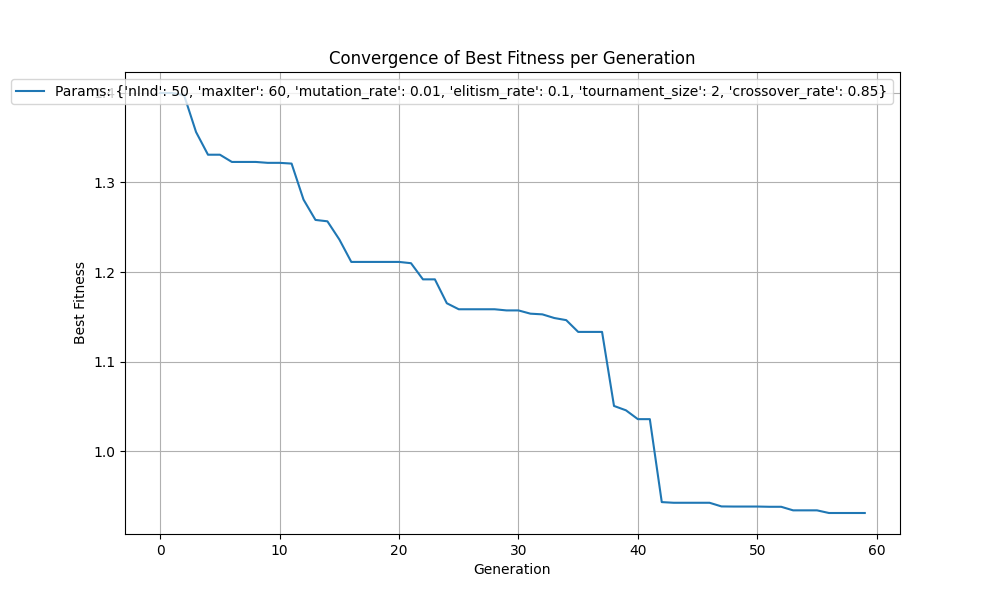 Convergence of Best Fitness per Generation
Params: {'nInd': 50, 'maxIter': 60, 'mutation_rate': 0.01, 'elitism_rate': 0.1, 'tournament_size': 2, 'crossover_rate': 0.85}
1.4
1.3
1.2
1.1
1.0
Best Fitness
0 10 20 30 40 50 60
Generation